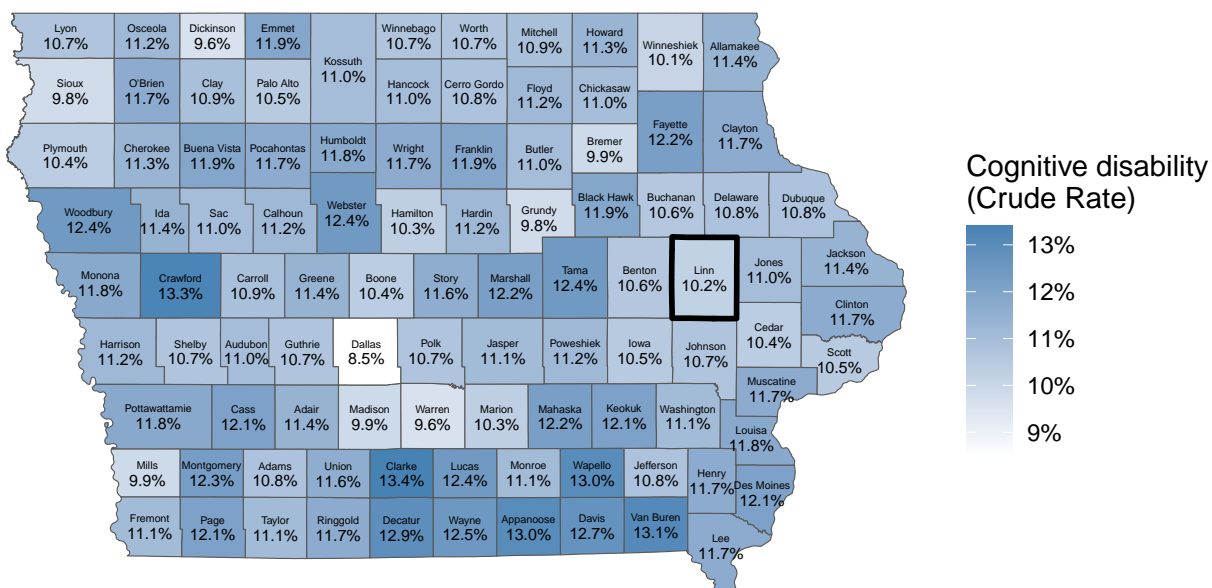 Lyon
10.7%
Osceola
11.2%
Dickinson
9.6%
Emmet
11.9%
Kossuth
11.0%
Winnebago
10.7%
Worth
10.7%
Mitchell
10.9%
Howard
11.3%
Winneshiek
10.1%
Allamakee
11.4%
Sioux
9.8%
O'Brien
11.7%
Clay
10.9%
Palo Alto
10.5%
Hancock
11.0%
Cerro Gordo
10.8%
Floyd
11.2%
Chickasaw
11.0%
Fayette
12.2%
Clayton
11.7%
Plymouth
10.4%
Cherokee
11.3%
Buena Vista
11.9%
Pocahontas
11.7%
Humboldt
11.8%
Wright
11.7%
Franklin
11.9%
Butler
11.0%
Bremer
9.9%
Woodbury
12.4%
Ida
11.4%
Sac
11.0%
Calhoun
11.2%
Webster
12.4%
Hamilton
10.3%
Hardin
11.2%
Grundy
9.8%
Black Hawk
11.9%
Buchanan
10.6%
Delaware
10.8%
Dubuque
10.8%
Monona
11.8%
Crawford
13.3%
Carroll
10.9%
Greene
11.4%
Boone
10.4%
Story
11.6%
Marshall
12.2%
Tama
12.4%
Benton
10.6%
Linn
10.2%
Jones
11.0%
Jackson
11.4%
Clinton
11.7%
Harrison
11.2%
Shelby
10.7%
Audubon
11.0%
Guthrie
10.7%
Dallas
8.5%
Polk
10.7%
Jasper
11.1%
Poweshiek
11.2%
Iowa
10.5%
Johnson
10.7%
Cedar
10.4%
Scott
10.5%
Muscatine
11.7%
Pottawattamie
11.8%
Cass
12.1%
Adair
11.4%
Madison
9.9%
Warren
9.6%
Marion
10.3%
Mahaska
12.2%
Keokuk
12.1%
Washington
11.1%
Louisa
11.8%
Mills
9.9%
Montgomery
12.3%
Adams
10.8%
Union
11.6%
Clarke
13.4%
Lucas
12.4%
Monroe
11.1%
Wapello
13.0%
Jefferson
10.8%
Henry
11.7%
Des Moines
12.1%
Fremont
11.1%
Page
12.1%
Taylor
11.1%
Ringgold
11.7%
Decatur
12.9%
Wayne
12.5%
Appanoose
13.0%
Davis
12.7%
Van Buren
13.1%
Lee
11.7%
Cognitive disability
(Crude Rate)
13%
12%
11%
10%
9%